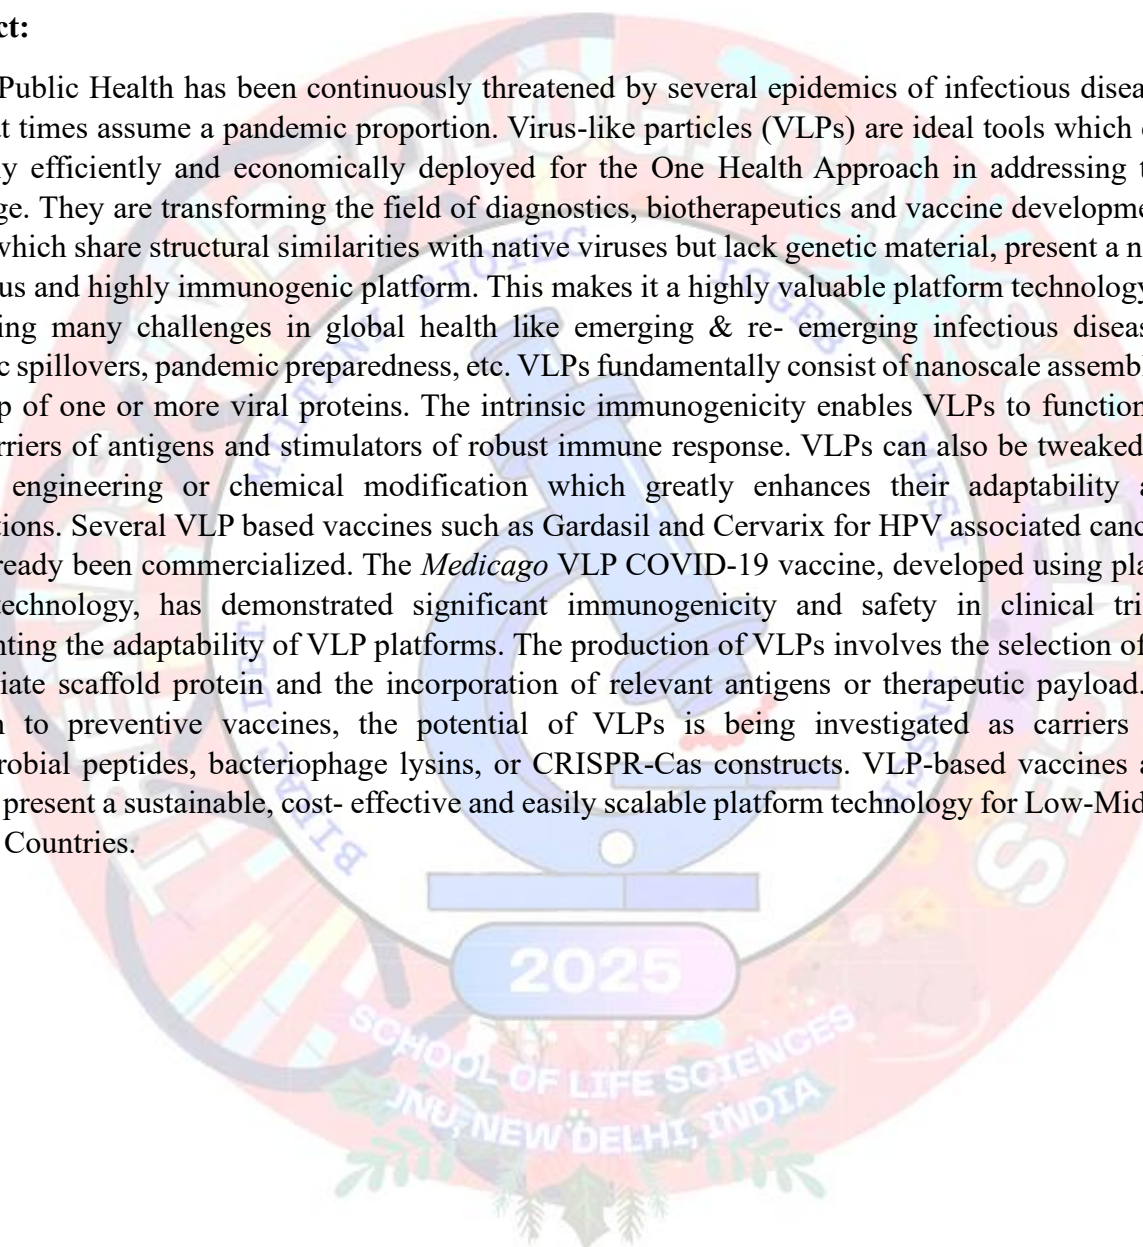 ct:
Public Health has been continuously threatened by several epidemics of infectious disea
t times assume a pandemic proportion. Virus-like particles (VLPs) are ideal tools which
y efficiently and economically deployed for the One Health Approach in addressing t
ge. They are transforming the field of diagnostics, biotherapeutics and vaccine developme
which share structural similarities with native viruses but lack genetic material, present a n
us and highly immunogenic platform. This makes it a highly valuable platform technology
ing many challenges in global health like emerging & re- emerging infectious diseas
c spillovers, pandemic preparedness, etc. VLPs fundamentally consist of nanoscale assembl
p of one or more viral proteins. The intrinsic immunogenicity enables VLPs to function
rriers of antigens and stimulators of robust immune response. VLPs can also be tweaked
engineering or chemical modification which greatly enhances their adaptability a
tions. Several VLP based vaccines such as Gardasil and Cervarix for HPV associated canc
ready been commercialized. The Medicago VLP COVID-19 vaccine, developed using pla
technology, has demonstrated significant immunogenicity and safety in clinical tri
nting the adaptability of VLP platforms. The production of VLPs involves the selection of
iate scaffold protein and the incorporation of relevant antigens or therapeutic payload.
n to preventive vaccines, the potential of VLPs is being investigated as carriers
robial peptides, bacteriophage lysins, or CRISPR-Cas constructs. VLP-based vaccines a
present a sustainable, cost- effective and easily scalable platform technology for Low-Mid
Countries.
2025
SCHOOL OF LIFE SCIENCES
JNU, NEW DELHI, INDIA